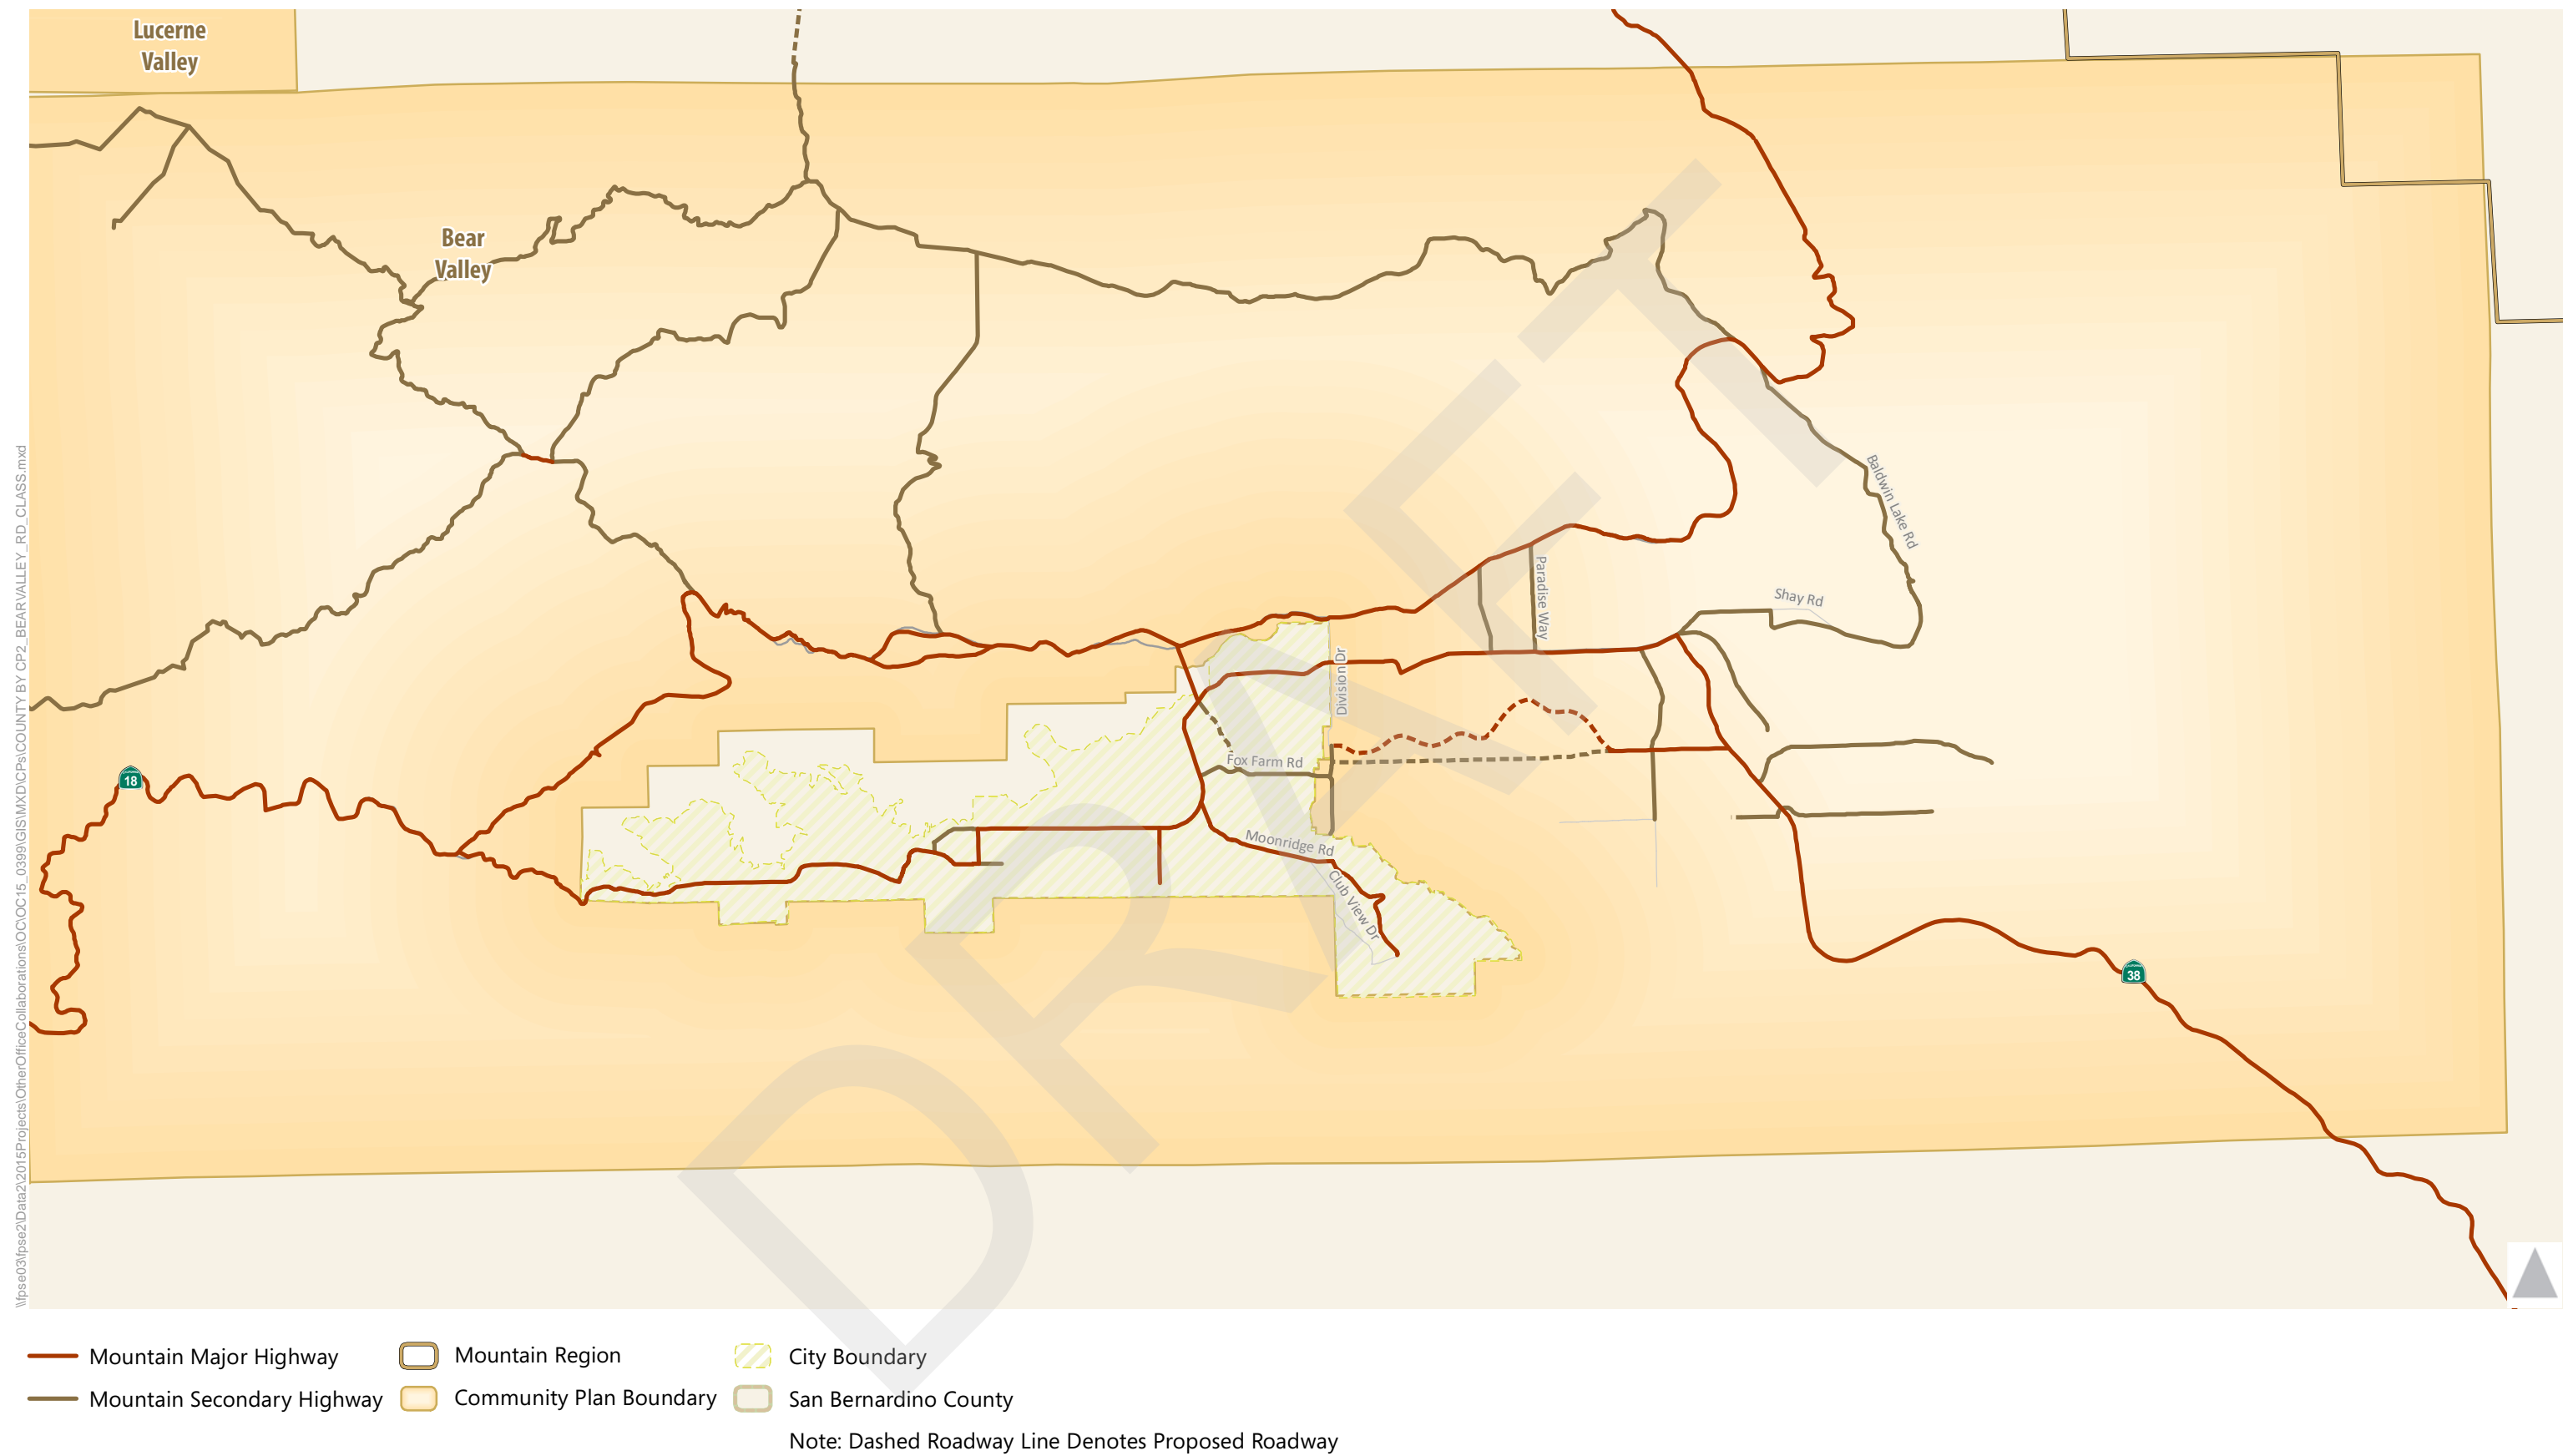 Lucerne
Valley
Bear
Valley
Baldwin Lake Rd
Shay Rd
Paradise Way
Division Dr
Fox Farm Rd
Moonridge Rd
Club View Dr
18
38
DRAFT
\\fpse03\fpse2\Data2\2015Projects\OtherOfficeCollaborations\OC\OC15_0399\GIS\MXD\CPs\COUNTY BY CP2_BEARVALLEY_RD_CLASS.mxd
Mountain Major Highway
Mountain Region
City Boundary
Mountain Secondary Highway
Community Plan Boundary
San Bernardino County
Note: Dashed Roadway Line Denotes Proposed Roadway